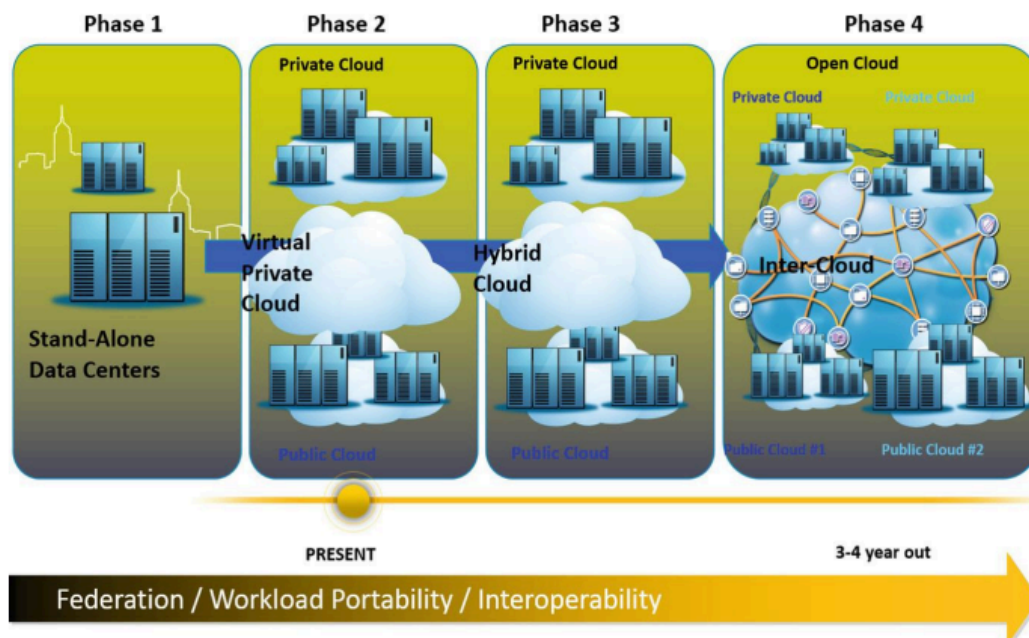 Phase 1
Phase 2
Phase 3
Phase 4
Private Cloud
Private Cloud
Open Cloud
Private Cloud
Private Cloud
Virtual
Private
Cloud
Hybrid
Cloud
Inter-Cloud
Stand-Alone
Data Centers
Public Cloud
Public Cloud
Public Cloud #1
Public Cloud #2
PRESENT
3-4 year out
Federation / Workload Portability / Interoperability